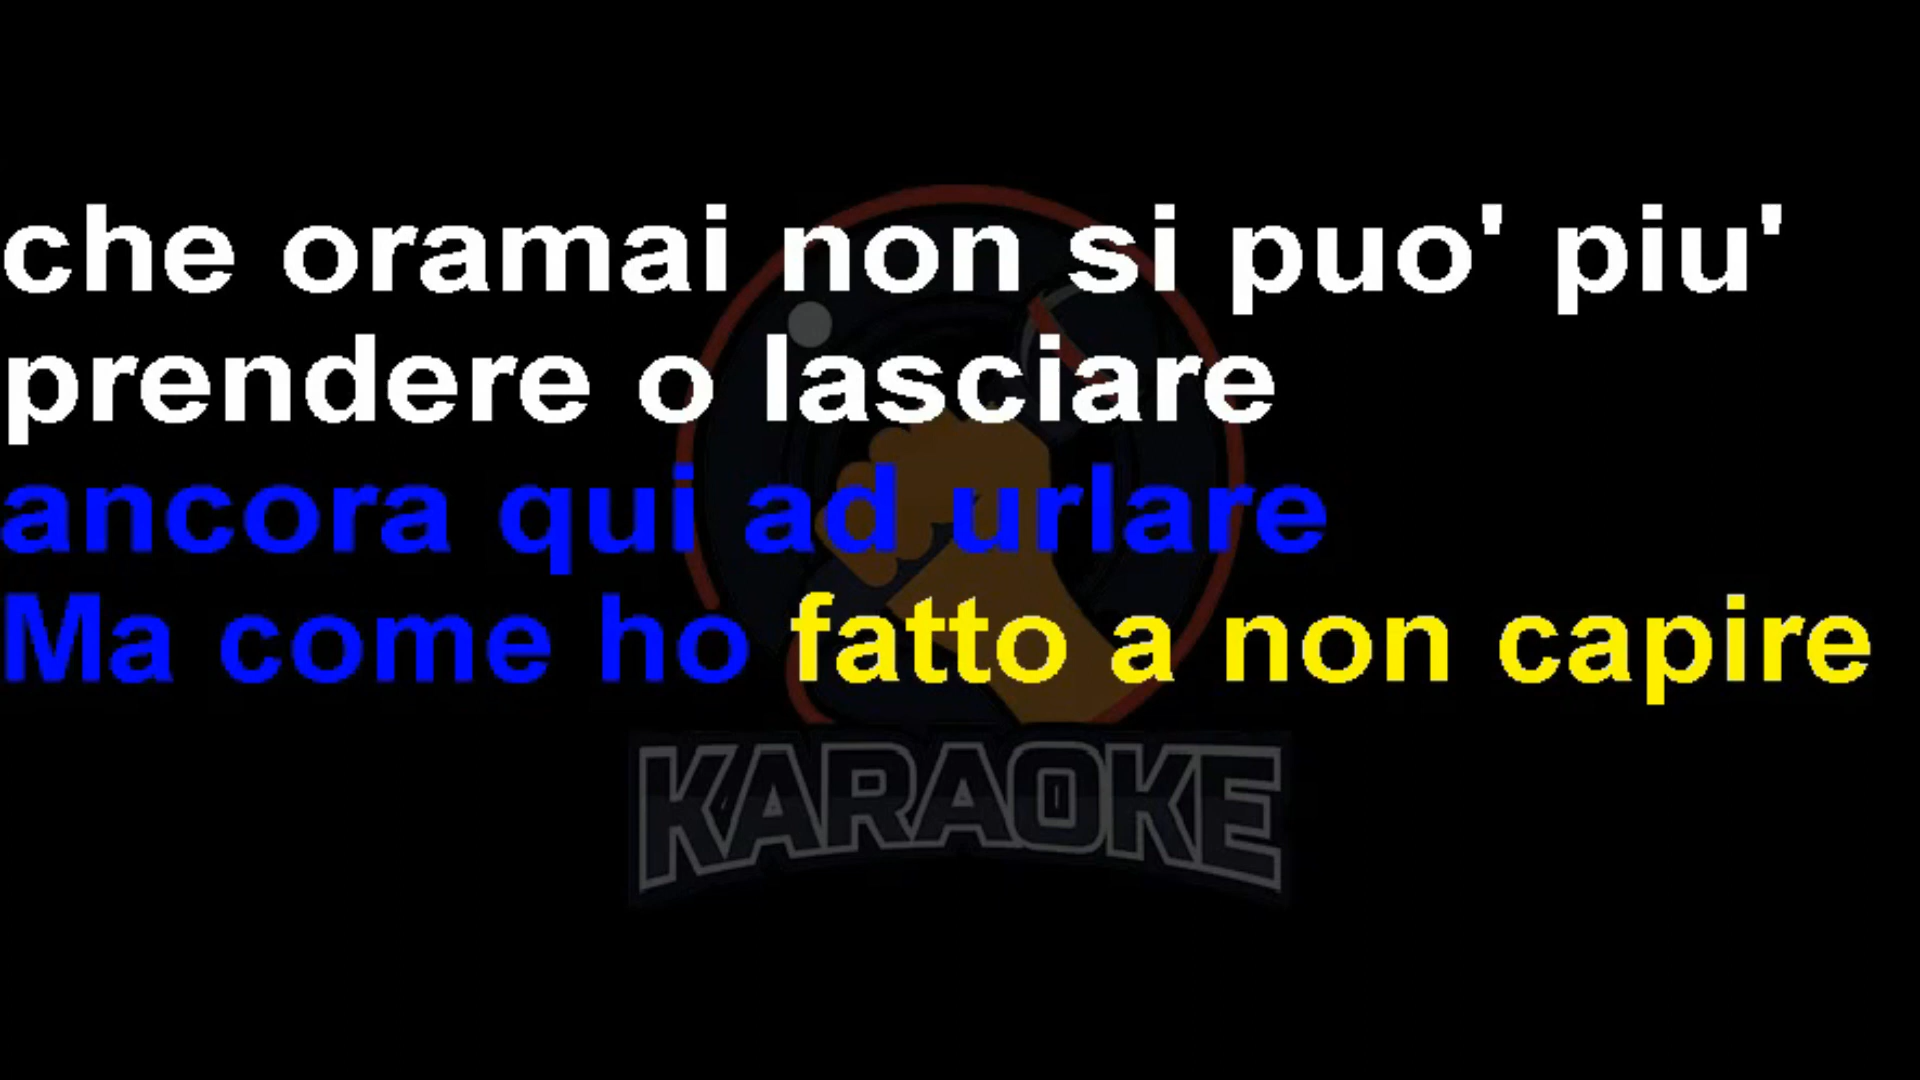 che oramai non si puo' piu'
prendere o lasciare
ancora qui ad urlare
Ma come ho fatto a non capire
KARAOKE